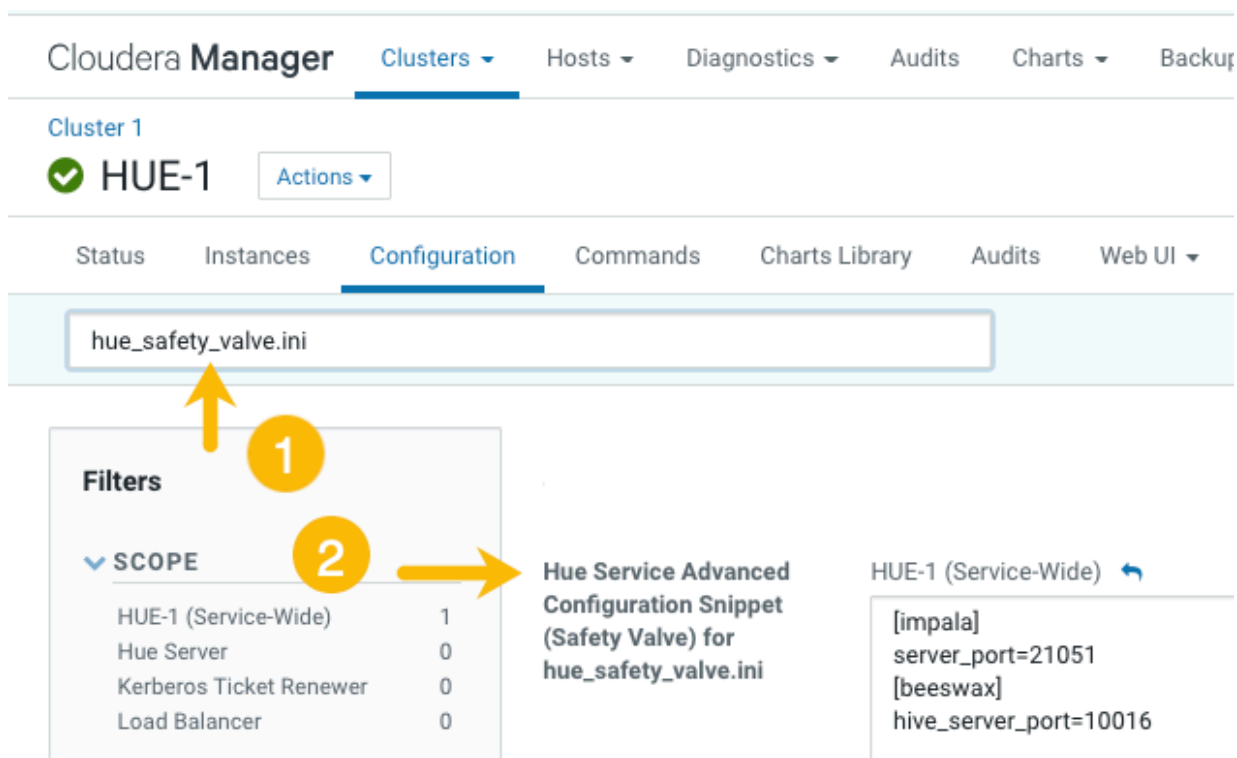 Cloudera Manager Clusters Hosts Diagnostics Audits Charts
Cluster 1
HUE-1 Actions
Status Instances Configuration Commands Charts Library Audits Web UI
hue_safety_valve.ini
1
Filters
2
SCOPE
HUE-1 (Service-Wide) 1
Hue Server 0
Kerberos Ticket Renewer 0
Load Balancer 0
Hue Service Advanced
Configuration Snippet
(Safety Valve) for
hue_safety_valve.ini
HUE-1 (Service-Wide)
[impala]
server_port=21051
[beeswax]
hive_server_port=10016